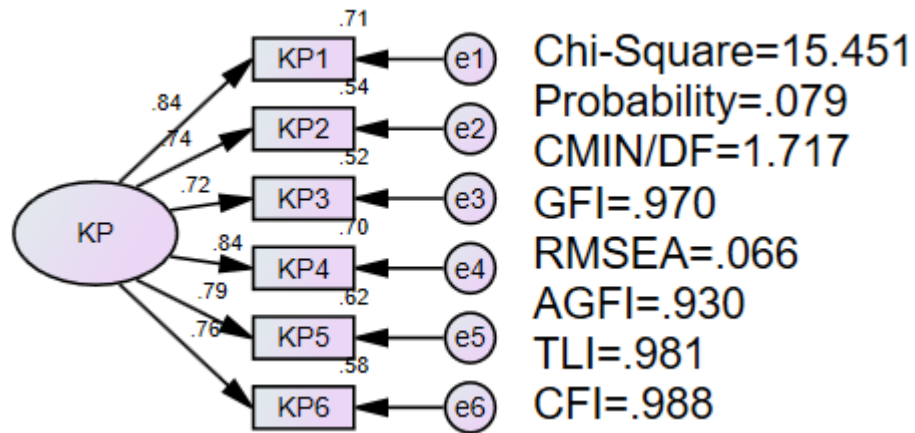 .71
KP1
e1
.84
.54
KP2
e2
.74
.52
KP3
e3
.72
.70
KP
KP4
e4
.84
.62
KP5
e5
.79
.58
KP6
e6
.76
Chi-Square=15.451
Probability=.079
CMIN/DF=1.717
GFI=.970
RMSEA=.066
AGFI=.930
TLI=.981
CFI=.988